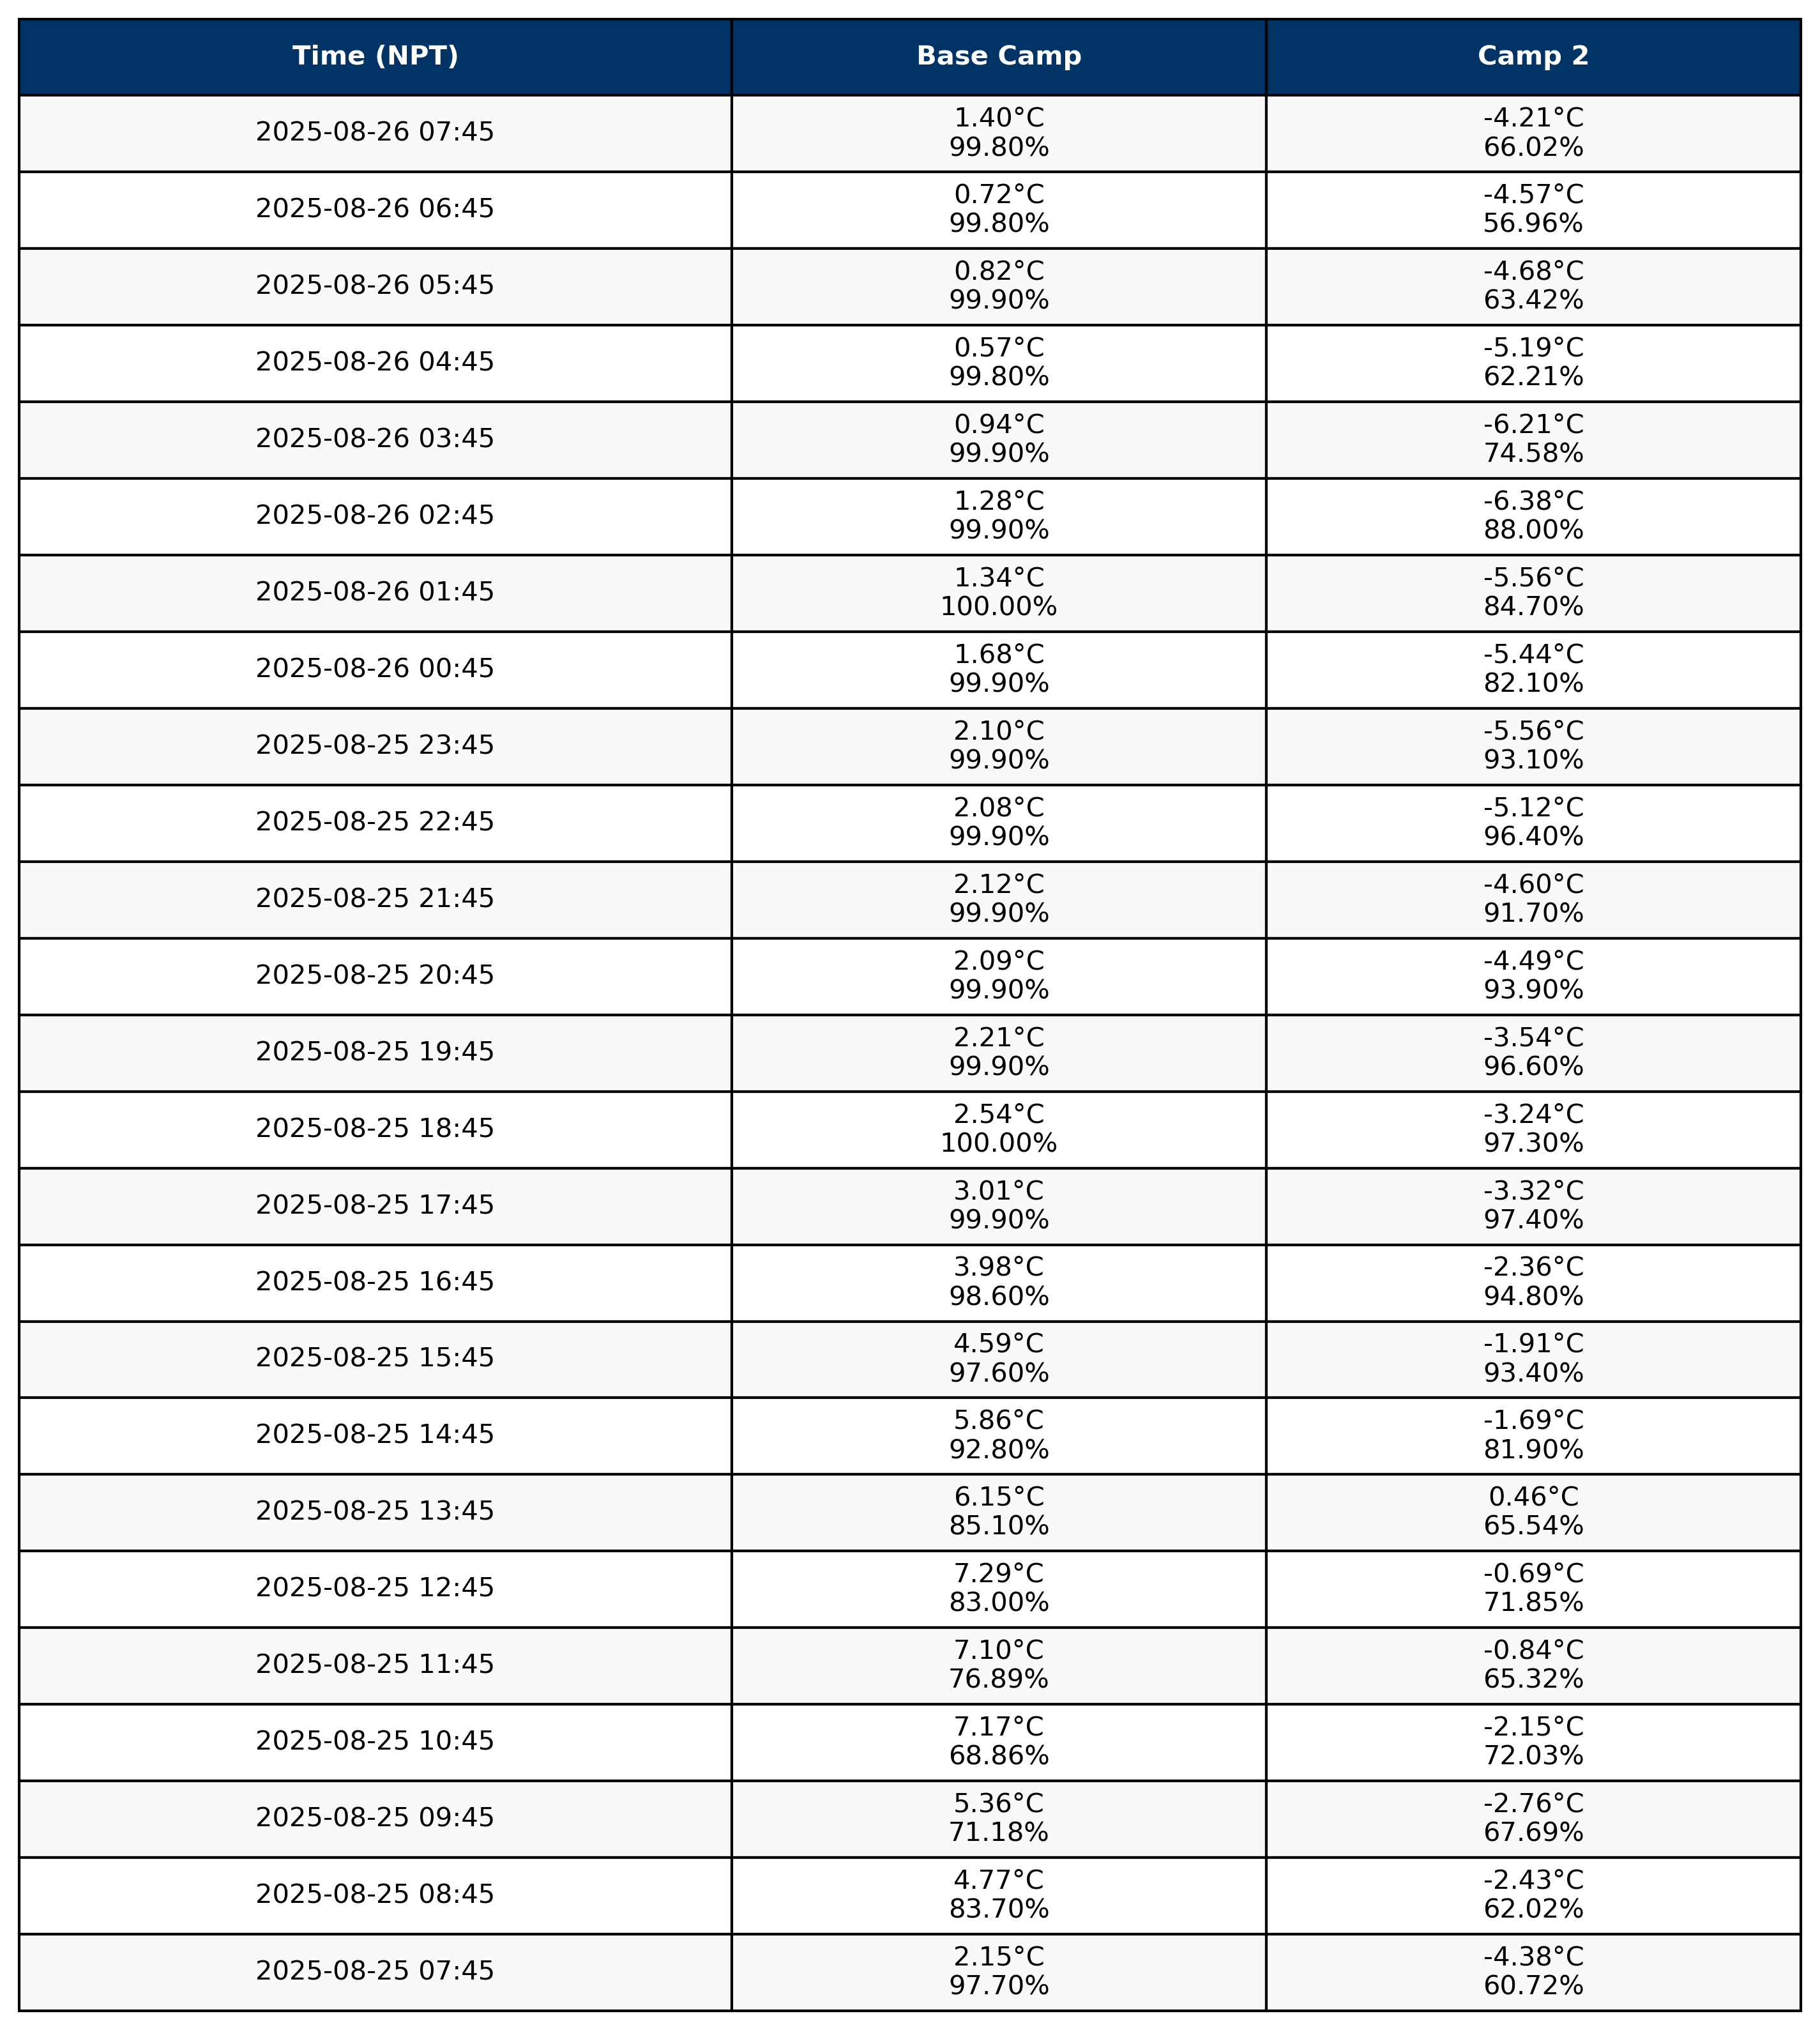 Time (NPT) Base Camp Camp 2
2025-08-26 07:45 1.40°C -4.21°C
99.80% 66.02%
2025-08-26 06:45 0.72°C -4.57°C
99.80% 56.96%
2025-08-26 05:45 0.82°C -4.68°C
99.90% 63.42%
2025-08-26 04:45 0.57°C -5.19°C
99.80% 62.21%
2025-08-26 03:45 0.94°C -6.21°C
99.90% 74.58%
2025-08-26 02:45 1.28°C -6.38°C
99.90% 88.00%
2025-08-26 01:45 1.34°C -5.56°C
100.00% 84.70%
2025-08-26 00:45 1.68°C -5.44°C
99.90% 82.10%
2025-08-25 23:45 2.10°C -5.56°C
99.90% 93.10%
2025-08-25 22:45 2.08°C -5.12°C
99.90% 96.40%
2025-08-25 21:45 2.12°C -4.60°C
99.90% 91.70%
2025-08-25 20:45 2.09°C -4.49°C
99.90% 93.90%
2025-08-25 19:45 2.21°C -3.54°C
99.90% 96.60%
2025-08-25 18:45 2.54°C -3.24°C
100.00% 97.30%
2025-08-25 17:45 3.01°C -3.32°C
99.90% 97.40%
2025-08-25 16:45 3.98°C -2.36°C
98.60% 94.80%
2025-08-25 15:45 4.59°C -1.91°C
97.60% 93.40%
2025-08-25 14:45 5.86°C -1.69°C
92.80% 81.90%
2025-08-25 13:45 6.15°C 0.46°C
85.10% 65.54%
2025-08-25 12:45 7.29°C -0.69°C
83.00% 71.85%
2025-08-25 11:45 7.10°C -0.84°C
76.89% 65.32%
2025-08-25 10:45 7.17°C -2.15°C
68.86% 72.03%
2025-08-25 09:45 5.36°C -2.76°C
71.18% 67.69%
2025-08-25 08:45 4.77°C -2.43°C
83.70% 62.02%
2025-08-25 07:45 2.15°C -4.38°C
97.70% 60.72%